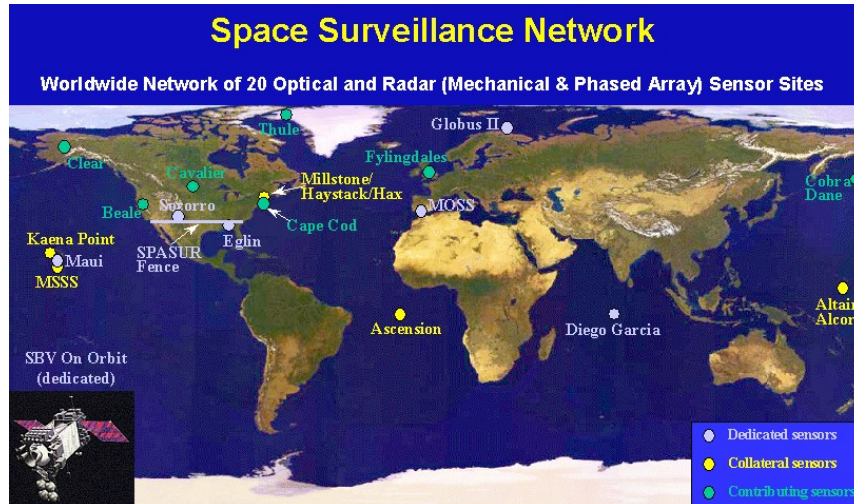 Space Surveillance Network
Worldwide Network of 20 Optical and Radar (Mechanical & Phased Array) Sensor Sites
Thule
Globus II
Clear
Cavalier
Fylingdales
Millstone/
Haystack/Hax
Cobra
Dane
Beale
Socorro
MOSS
Cape Cod
Kaena Point
SPASUR
Fence
Eglin
Maui
MSSS
Altair
Alcor
Ascension
Diego Garcia
SBV On Orbit
(dedicated)
Dedicated sensors
Collateral sensors
Contributing sensors